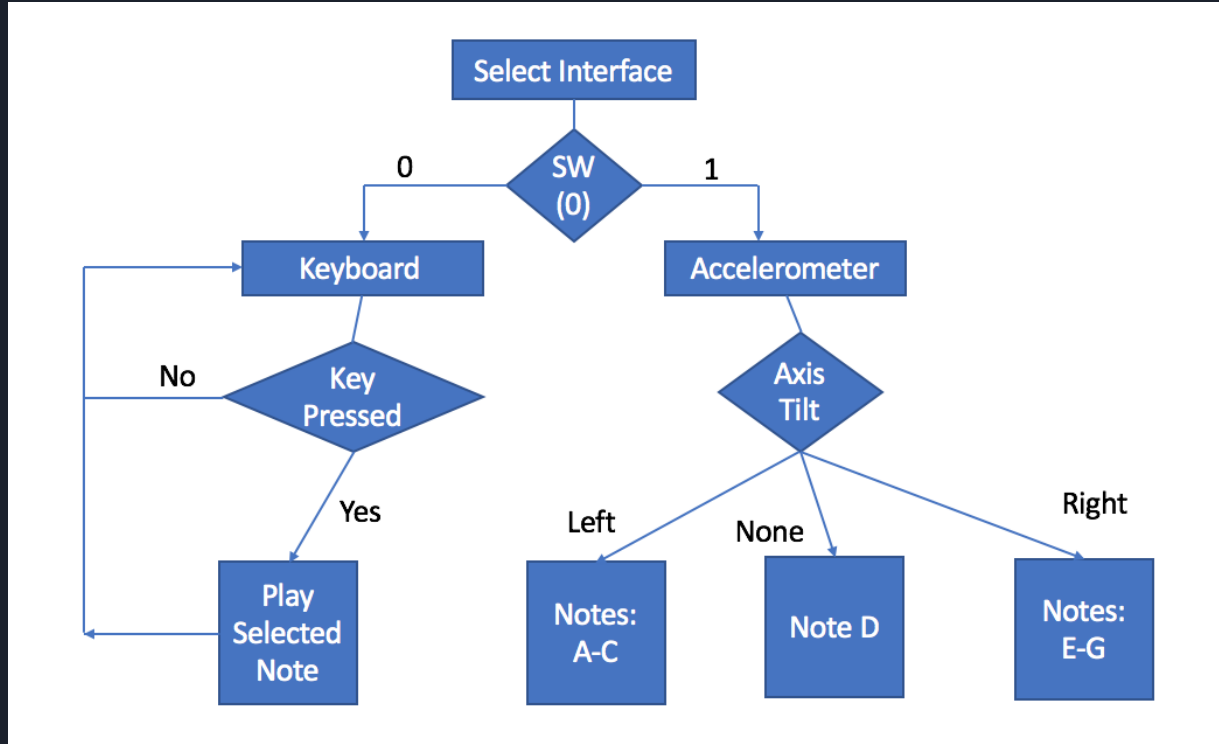 Select Interface
SW
(0)
0
1
Keyboard
Accelerometer
No
Key
Pressed
Axis
Tilt
Yes
Left
None
Right
Play
Selected
Note
Notes:
A-C
Note D
Notes:
E-G